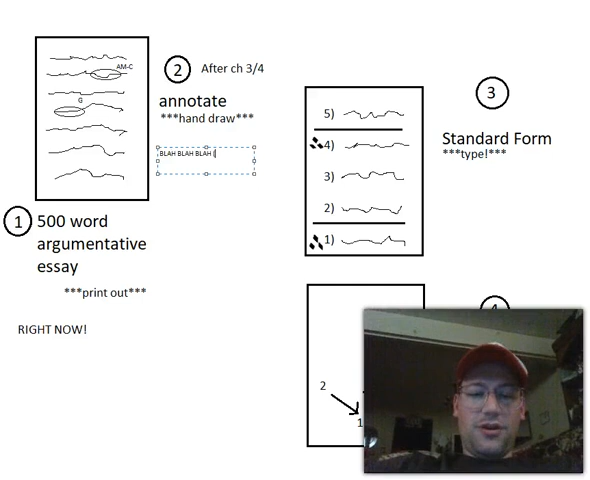 AM-C
G
2
After ch 3/4
annotate
***hand draw***
BLAH BLAH BLAH
1
500 word
argumentative
essay
***print out***
RIGHT NOW!
5)
4)
3)
2)
1)
3
Standard Form
***type!***
2
1